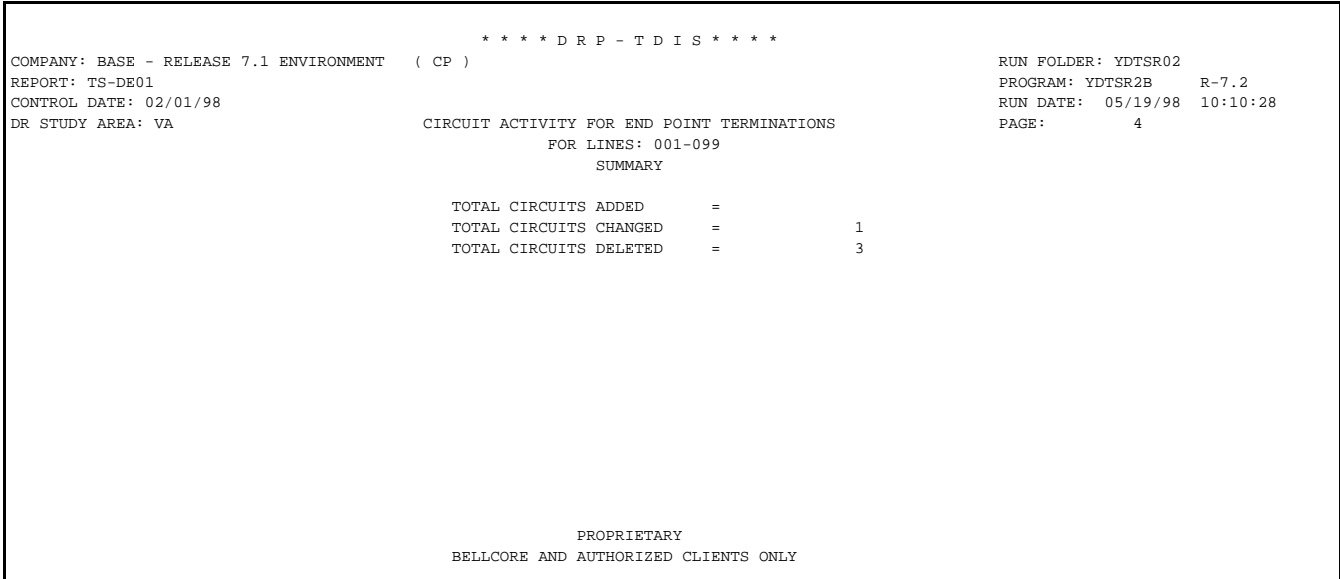 * * * * D R P - T D I S * * * *
COMPANY: BASE - RELEASE 7.1 ENVIRONMENT ( CP ) RUN FOLDER: YDTSR02
REPORT: TS-DE01 PROGRAM: YDTSR2B R-7.2
CONTROL DATE: 02/01/98 RUN DATE: 05/19/98 10:10:28
DR STUDY AREA: VA CIRCUIT ACTIVITY FOR END POINT TERMINATIONS PAGE: 4
FOR LINES: 001-099
SUMMARY
TOTAL CIRCUITS ADDED =
TOTAL CIRCUITS CHANGED = 1
TOTAL CIRCUITS DELETED = 3
PROPRIETARY
BELLCORE AND AUTHORIZED CLIENTS ONLY